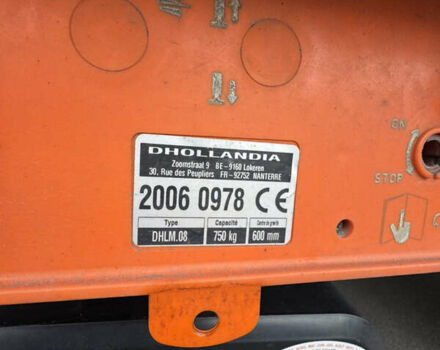 DHOLLANDIA
Zoomstraat 9 BE - 9160 Lokeren
30, Rue des Peupliers FR - 92752 NANTERRE
2006 0978 CE
Type Capacité Centre de gravité
DHLM.08 750 kg 600 mm
OK
STOP